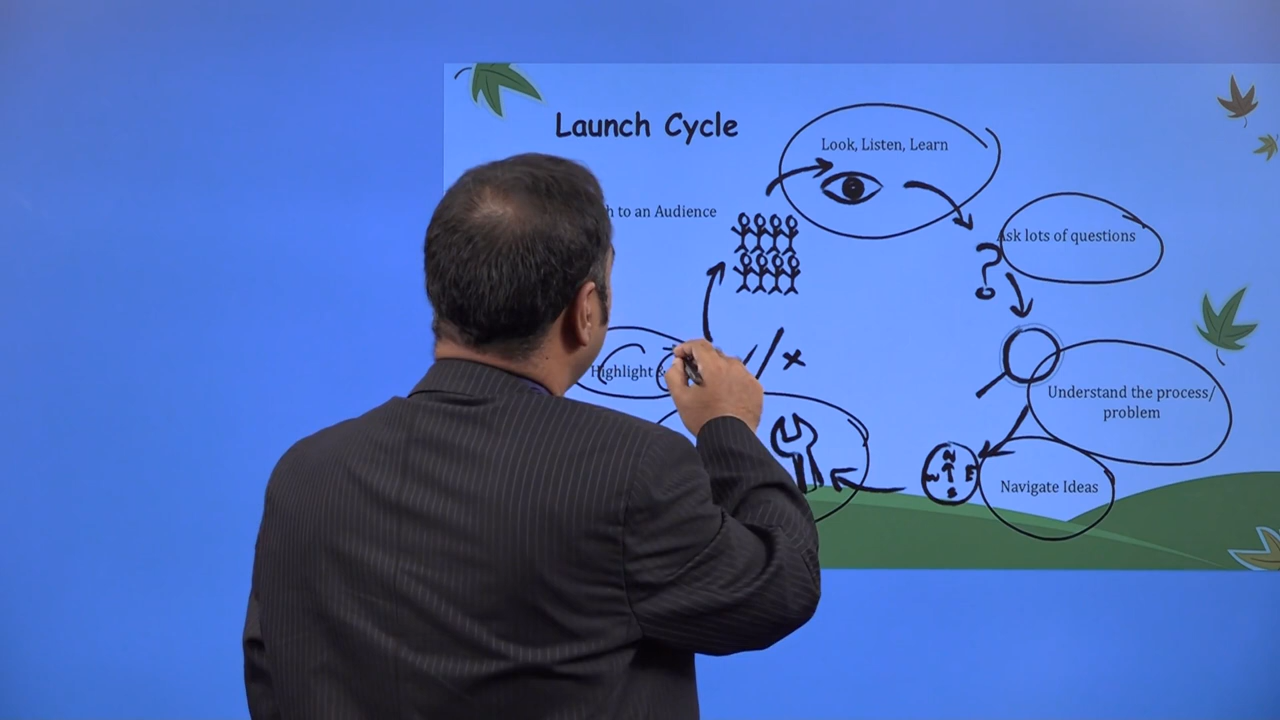 Launch Cycle
Look, Listen, Learn
to an Audience
Ask lots of questions
?
Highlight &
Understand the process/
problem
N
W E
S
Navigate Ideas